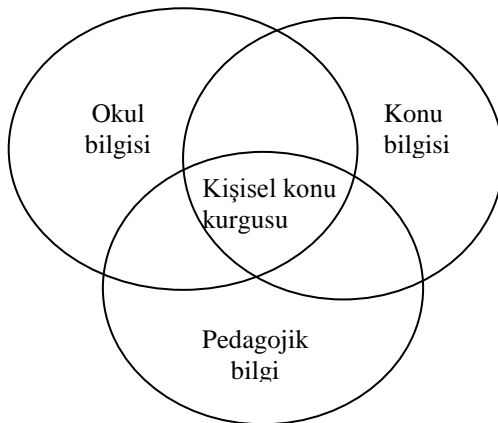 Okul
bilgisi
Konu
bilgisi
Kişisel konu
kurgusu
Pedagojik
bilgi